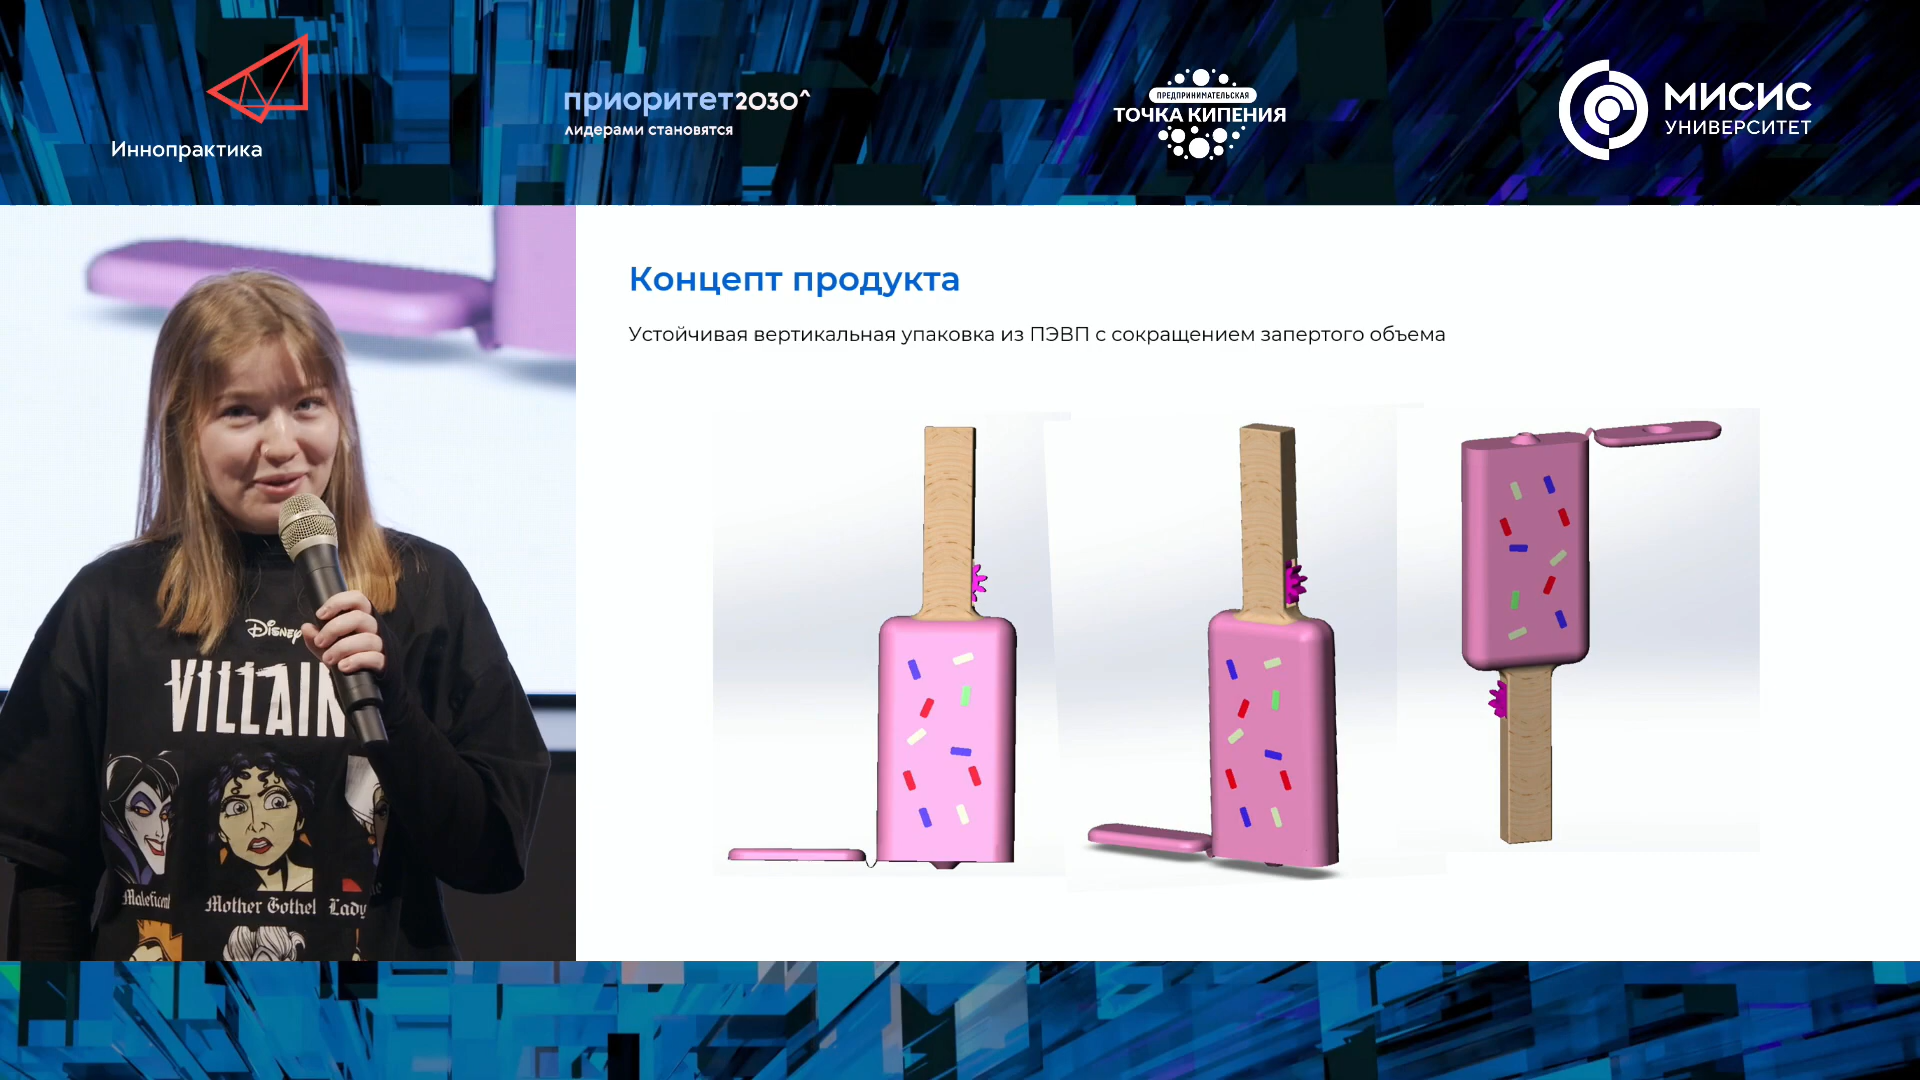 Иннопрактика
приоритет2030^
лидерами становятся
ПРЕДПРИНИМАТЕЛЬСКАЯ
ТОЧКА КИПЕНИЯ
МИСИС
УНИВЕРСИТЕТ
Концепт продукта
Устойчивая вертикальная упаковка из ПЭВП с сокращением запертого объема
Disney
VILLAIN
Maleficent
Mother Gothel
Lady